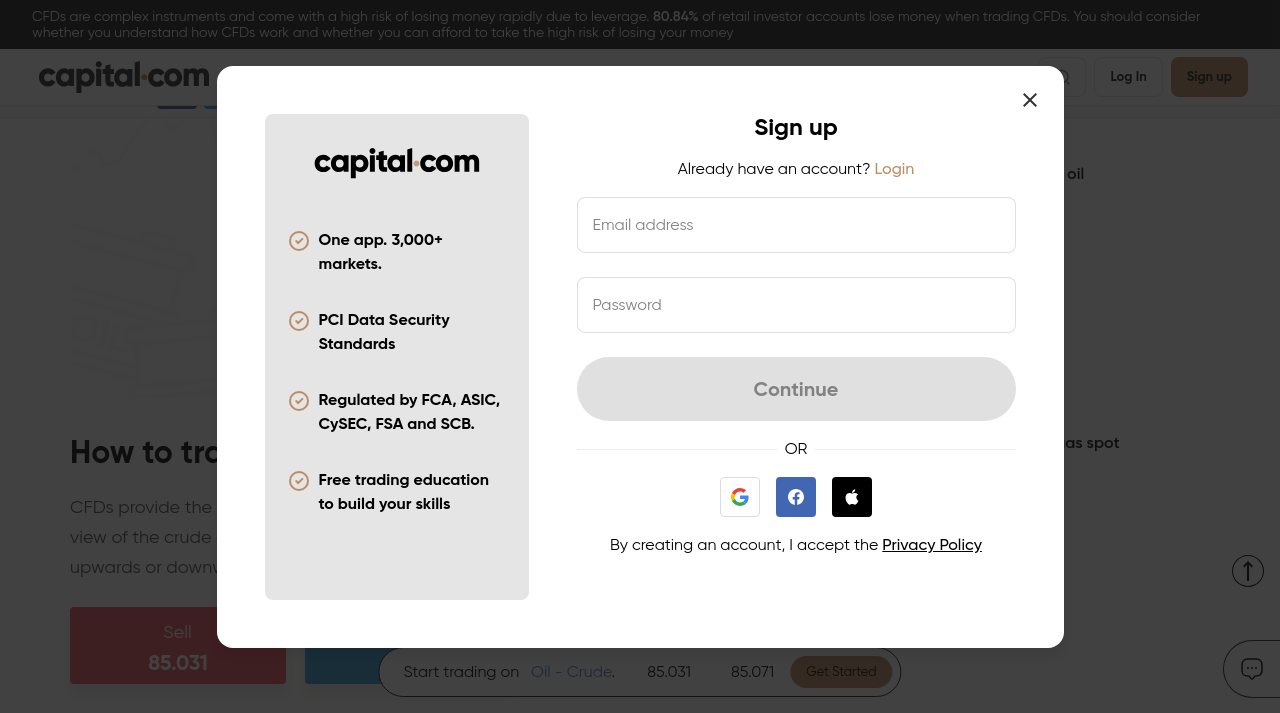 CFDs are complex instruments and come with a high risk of losing money rapidly due to leverage. 80.84% of retail investor accounts lose money when trading CFDs. You should consider
whether you understand how CFDs work and whether you can afford to take the high risk of losing your money
capital.com
Log In
Sign up
capital.com
One app. 3,000+
markets.
PCI Data Security
Standards
Regulated by FCA, ASIC,
CySEC, FSA and SCB.
Free trading education
to build your skills
Sign up
Already have an account? Login
Email address
Password
Continue
OR
By creating an account, I accept the Privacy Policy
oil
spot
How to
CFDs provide the
view of the crude
upwards or
Sell
85.031
Start trading on Oil - Crude. 85.031 85.071 Get Started